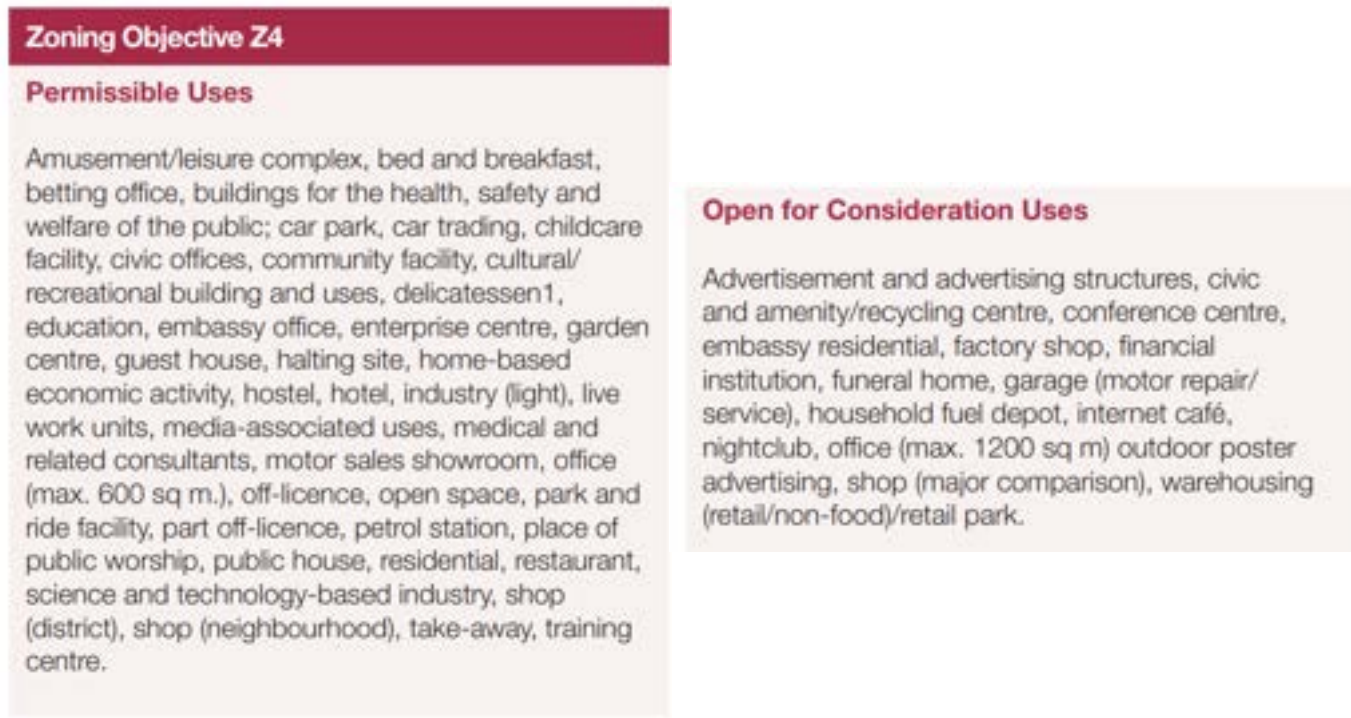 Zoning Objective Z4
Permissible Uses
Amusement/leisure complex, bed and breakfast,
betting office, buildings for the health, safety and
welfare of the public; car park, car trading, childcare
facility, civic offices, community facility, cultural/
recreational building and uses, delicatessen1,
education, embassy office, enterprise centre, garden
centre, guest house, halting site, home-based
economic activity, hostel, hotel, industry (light), live
work units, media-associated uses, medical and
related consultants, motor sales showroom, office
(max. 600 sq m.), off-licence, open space, park and
ride facility, part off-licence, petrol station, place of
public worship, public house, residential, restaurant,
science and technology-based industry, shop
(district), shop (neighbourhood), take-away, training
centre.
Open for Consideration Uses
Advertisement and advertising structures, civic
and amenity/recycling centre, conference centre,
embassy residential, factory shop, financial
institution, funeral home, garage (motor repair/
service), household fuel depot, internet café,
nightclub, office (max. 1200 sq m) outdoor poster
advertising, shop (major comparison), warehousing
(retail/non-food)/retail park.